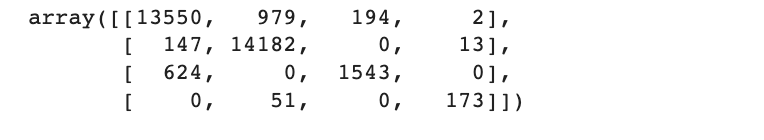 array([[13550, 979, 194, 2],
[ 147, 14182, 0, 13],
[ 624, 0, 1543, 0],
[ 0, 51, 0, 173]])